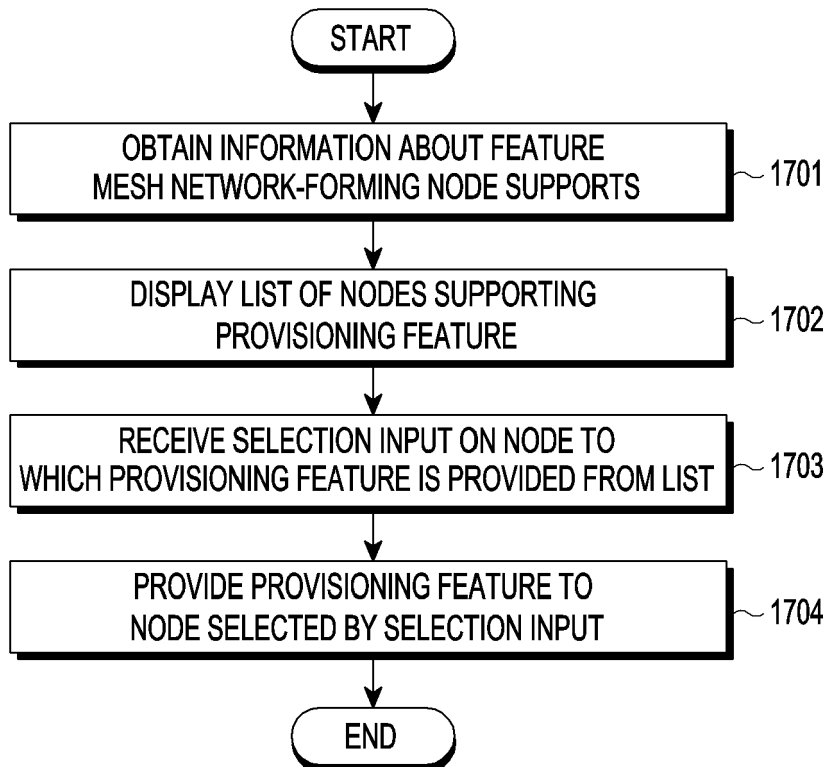 START
OBTAIN INFORMATION ABOUT FEATURE
MESH NETWORK-FORMING NODE SUPPORTS
1701
DISPLAY LIST OF NODES SUPPORTING
PROVISIONING FEATURE
1702
RECEIVE SELECTION INPUT ON NODE TO
WHICH PROVISIONING FEATURE IS PROVIDED FROM LIST
1703
PROVIDE PROVISIONING FEATURE TO
NODE SELECTED BY SELECTION INPUT
1704
END